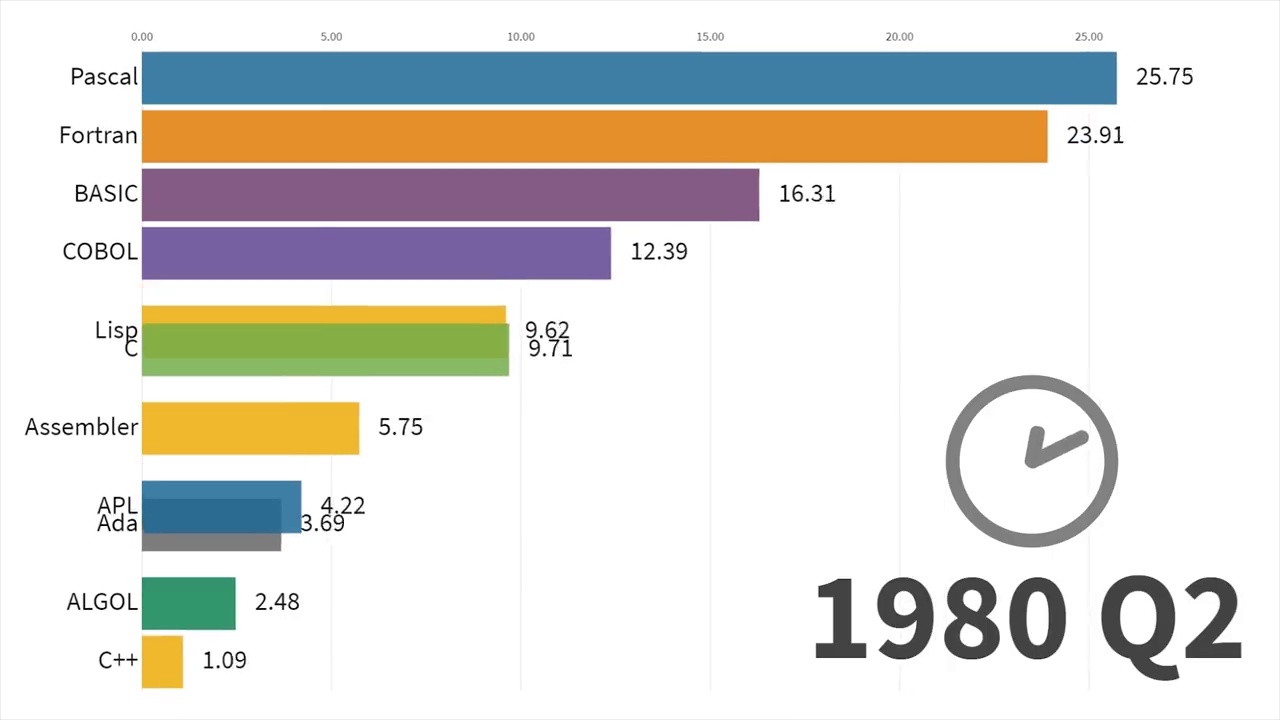 0.00 5.00 10.00 15.00 20.00 25.00
Pascal 25.75
Fortran 23.91
BASIC 16.31
COBOL 12.39
Lisp 9.62
C 9.71
Assembler 5.75
APL 4.22
Ada 3.69
ALGOL 2.48
C++ 1.09
1980 Q2